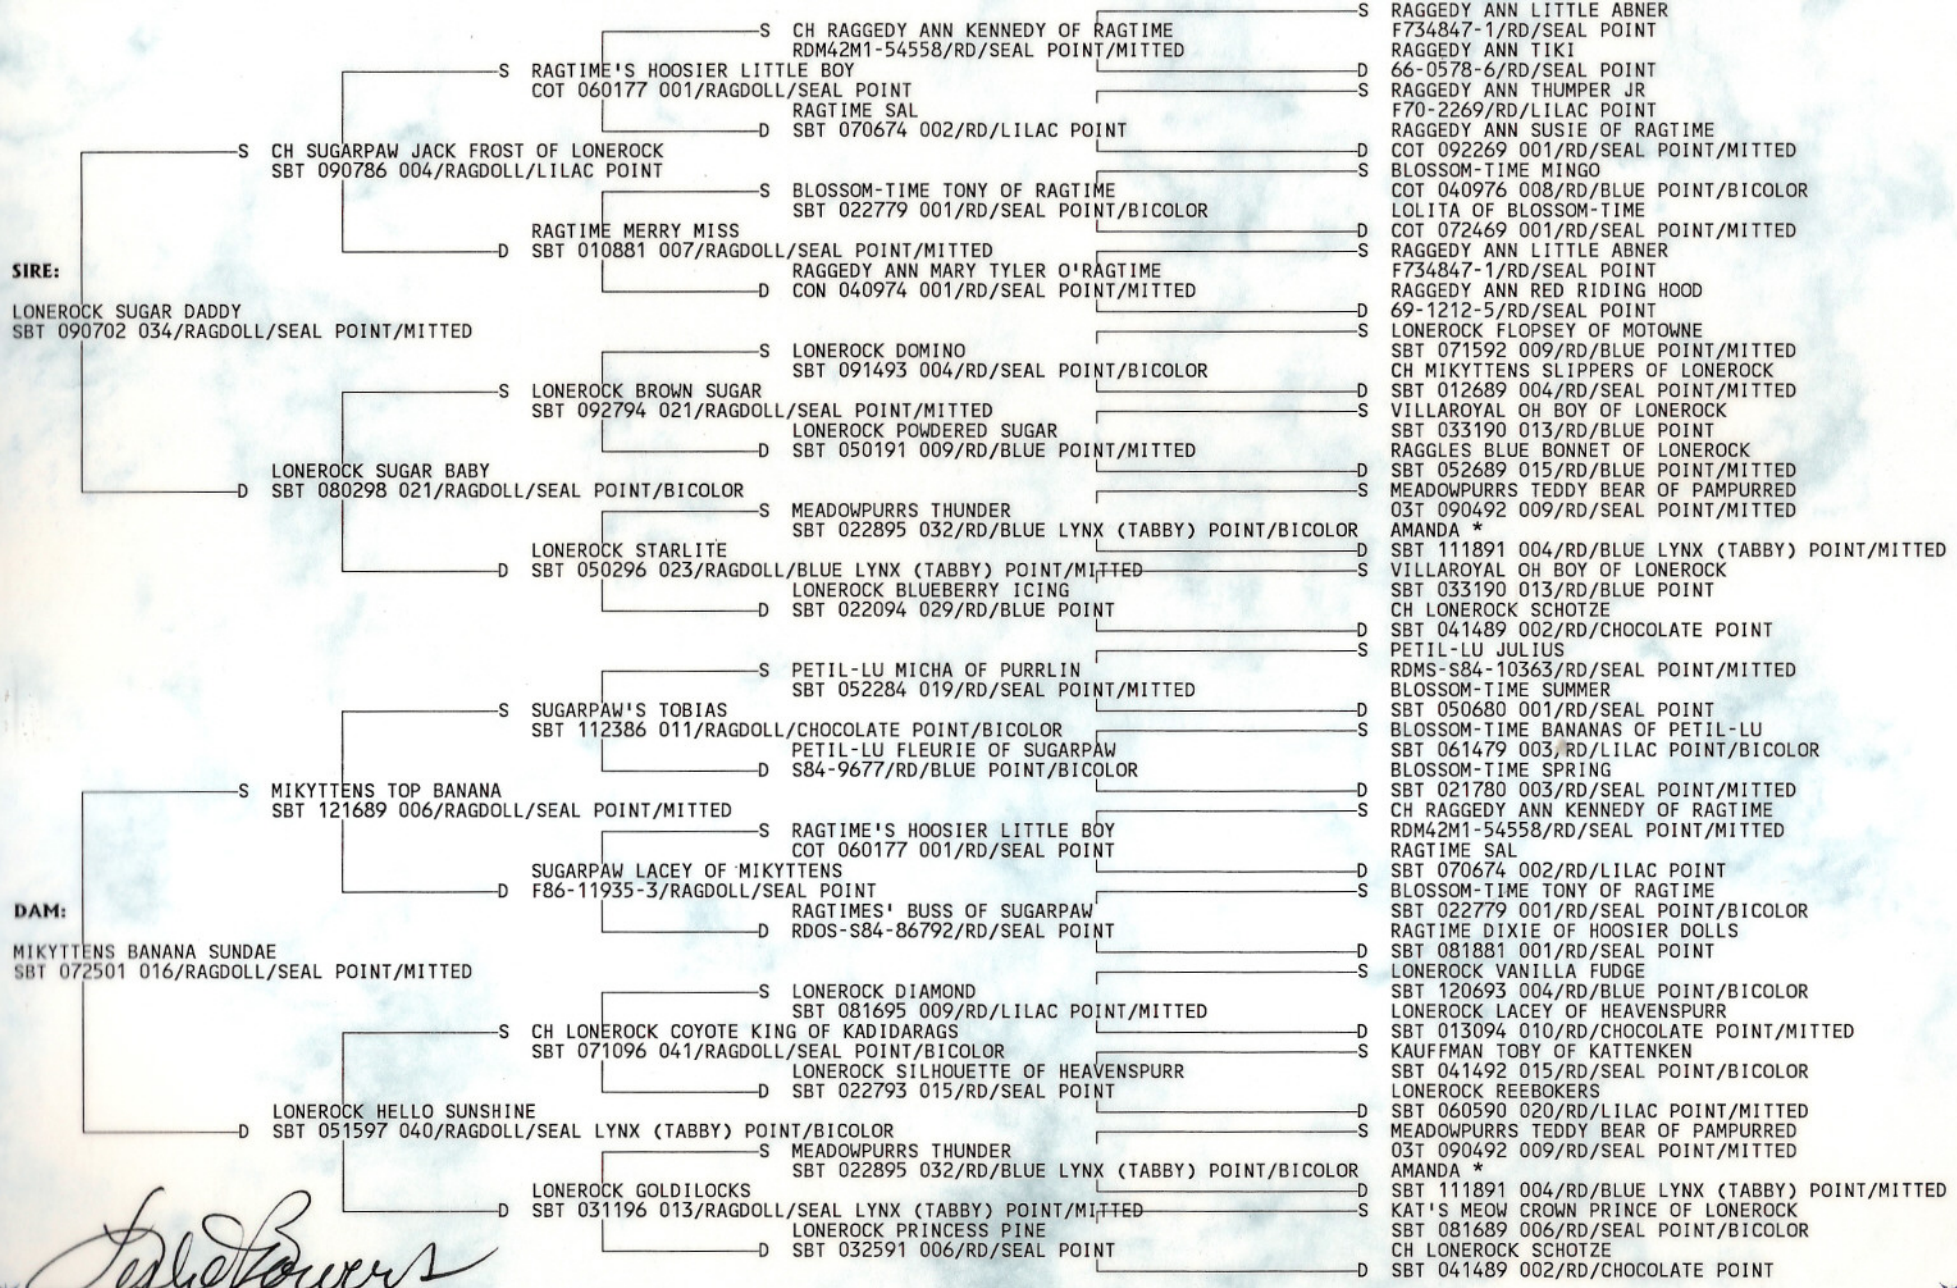 SIRE:
LONEROCK SUGAR DADDY
SBT 090702 034/RAGDOLL/SEAL POINT/MITTED
DAM:
MIKYTTENS BANANA SUNDAE
SBT 072501 016/RAGDOLL/SEAL POINT/MITTED
Leslie Bowers
S CH SUGARPAW JACK FROST OF LONEROCK
SBT 090786 004/RAGDOLL/LILAC POINT
LONEROCK SUGAR BABY
D SBT 080298 021/RAGDOLL/SEAL POINT/BICOLOR
S MIKYTTENS TOP BANANA
SBT 121689 006/RAGDOLL/SEAL POINT/MITTED
LONEROCK HELLO SUNSHINE
D SBT 051597 040/RAGDOLL/SEAL LYNX (TABBY) POINT/BICOLOR
S RAGTIME'S HOOSIER LITTLE BOY
COT 060177 001/RAGDOLL/SEAL POINT
RAGTIME MERRY MISS
D SBT 010881 007/RAGDOLL/SEAL POINT/MITTED
S LONEROCK BROWN SUGAR
SBT 092794 021/RAGDOLL/SEAL POINT/MITTED
LONEROCK STARLITE
D SBT 050296 023/RAGDOLL/BLUE LYNX (TABBY) POINT/MITTED
S SUGARPAW'S TOBIAS
SBT 112386 011/RAGDOLL/CHOCOLATE POINT/BICOLOR
SUGARPAW LACEY OF MIKYTTENS
D F86-11935-3/RAGDOLL/SEAL POINT
S CH LONEROCK COYOTE KING OF KADIDARAGS
SBT 071096 041/RAGDOLL/SEAL POINT/BICOLOR
LONEROCK GOLDILOCKS
D SBT 031196 013/RAGDOLL/SEAL LYNX (TABBY) POINT/MITTED
S CH RAGGEDY ANN KENNEDY OF RAGTIME
RDM42M1-54558/RD/SEAL POINT/MITTED
RAGTIME SAL
D SBT 070674 002/RD/LILAC POINT
S BLOSSOM-TIME TONY OF RAGTIME
SBT 022779 001/RD/SEAL POINT/BICOLOR
RAGGEDY ANN MARY TYLER O'RAGTIME
D CON 040974 001/RD/SEAL POINT/MITTED
S LONEROCK DOMINO
SBT 091493 004/RD/SEAL POINT/BICOLOR
LONEROCK POWDERED SUGAR
D SBT 050191 009/RD/BLUE POINT/MITTED
S MEADOWPURRS THUNDER
SBT 022895 032/RD/BLUE LYNX (TABBY) POINT/BICOLOR
LONEROCK BLUEBERRY ICING
D SBT 022094 029/RD/BLUE POINT
S PETIL-LU MICHA OF PURRLIN
SBT 052284 019/RD/SEAL POINT/MITTED
PETIL-LU FLEURIE OF SUGARPAW
D S84-9677/RD/BLUE POINT/BICOLOR
S RAGTIME'S HOOSIER LITTLE BOY
COT 060177 001/RD/SEAL POINT
RAGTIMES' BUSS OF SUGARPAW
D RDOS-S84-86792/RD/SEAL POINT
S LONEROCK DIAMOND
SBT 081695 009/RD/LILAC POINT/MITTED
LONEROCK SILHOUETTE OF HEAVENSPURR
D SBT 022793 015/RD/SEAL POINT
S MEADOWPURRS THUNDER
SBT 022895 032/RD/BLUE LYNX (TABBY) POINT/BICOLOR
LONEROCK PRINCESS PINE
D SBT 032591 006/RD/SEAL POINT
S RAGGEDY ANN LITTLE ABNER
F734847-1/RD/SEAL POINT
RAGGEDY ANN TIKI
D 66-0578-6/RD/SEAL POINT
S RAGGEDY ANN THUMPER JR
F70-2269/RD/LILAC POINT
RAGGEDY ANN SUSIE OF RAGTIME
D COT 092269 001/RD/SEAL POINT/MITTED
S BLOSSOM-TIME MINGO
COT 040976 008/RD/BLUE POINT/BICOLOR
LOLITA OF BLOSSOM-TIME
D COT 072469 001/RD/SEAL POINT/MITTED
S RAGGEDY ANN LITTLE ABNER
F734847-1/RD/SEAL POINT
RAGGEDY ANN RED RIDING HOOD
D 69-1212-5/RD/SEAL POINT
S LONEROCK FLOPSEY OF MOTOWNE
SBT 071592 009/RD/BLUE POINT/MITTED
CH MIKYTTENS SLIPPERS OF LONEROCK
D SBT 012689 004/RD/SEAL POINT/MITTED
S VILLAROYAL OH BOY OF LONEROCK
SBT 033190 013/RD/BLUE POINT
RAGGLES BLUE BONNET OF LONEROCK
D SBT 052689 015/RD/BLUE POINT/MITTED
S MEADOWPURRS TEDDY BEAR OF PAMPURRED
03T 090492 009/RD/SEAL POINT/MITTED
AMANDA *
D SBT 111891 004/RD/BLUE LYNX (TABBY) POINT/MITTED
S VILLAROYAL OH BOY OF LONEROCK
SBT 033190 013/RD/BLUE POINT
CH LONEROCK SCHOTZE
D SBT 041489 002/RD/CHOCOLATE POINT
S PETIL-LU JULIUS
RDMS-S84-10363/RD/SEAL POINT/MITTED
BLOSSOM-TIME SUMMER
D SBT 050680 001/RD/SEAL POINT
S BLOSSOM-TIME BANANAS OF PETIL-LU
SBT 061479 003/RD/LILAC POINT/BICOLOR
BLOSSOM-TIME SPRING
D SBT 021780 003/RD/SEAL POINT/MITTED
S CH RAGGEDY ANN KENNEDY OF RAGTIME
RDM42M1-54558/RD/SEAL POINT/MITTED
RAGTIME SAL
D SBT 070674 002/RD/LILAC POINT
S BLOSSOM-TIME TONY OF RAGTIME
SBT 022779 001/RD/SEAL POINT/BICOLOR
RAGTIME DIXIE OF HOOSIER DOLLS
D SBT 081881 001/RD/SEAL POINT
S LONEROCK VANILLA FUDGE
SBT 120693 004/RD/BLUE POINT/BICOLOR
LONEROCK LACEY OF HEAVENSPURR
D SBT 013094 010/RD/CHOCOLATE POINT/MITTED
S KAUFFMAN TOBY OF KATTENKEN
SBT 041492 015/RD/SEAL POINT/BICOLOR
LONEROCK REEBOKERS
D SBT 060590 020/RD/LILAC POINT/MITTED
S MEADOWPURRS TEDDY BEAR OF PAMPURRED
03T 090492 009/RD/SEAL POINT/MITTED
AMANDA *
D SBT 111891 004/RD/BLUE LYNX (TABBY) POINT/MITTED
S KAT'S MEOW CROWN PRINCE OF LONEROCK
SBT 081689 006/RD/SEAL POINT/BICOLOR
CH LONEROCK SCHOTZE
D SBT 041489 002/RD/CHOCOLATE POINT